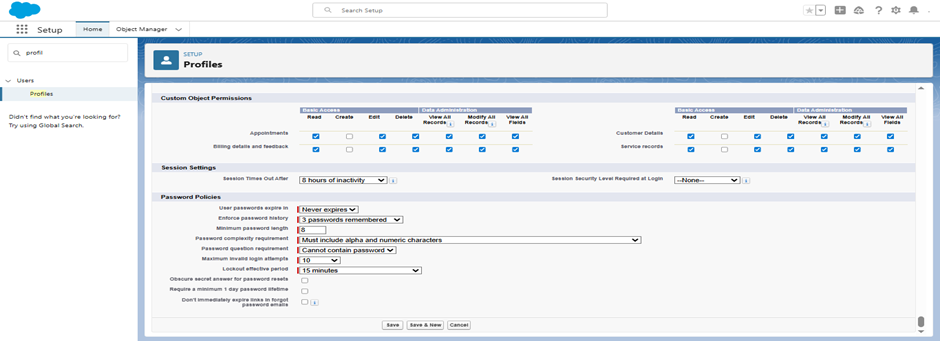 Search Setup
Setup
Home
Object Manager
profil
Users
Profiles
Didn't find what you're looking for?
Try using Global Search.
SETUP
Profiles
Custom Object Permissions
Basic Access Data Administration
Read Create Edit Delete View All Records Modify All Records View All Fields
Appointments
Billing details and feedback
Basic Access Data Administration
Read Create Edit Delete View All Records Modify All Records View All Fields
Customer Details
Service records
Session Settings
Session Times Out After 8 hours of inactivity
Session Security Level Required at Login --None--
Password Policies
User passwords expire in Never expires
Enforce password history 3 passwords remembered
Minimum password length 8
Password complexity requirement Must include alpha and numeric characters
Password question requirement Cannot contain password
Maximum invalid login attempts 10
Lockout effective period 15 minutes
Obscure secret answer for password resets
Require a minimum 1 day password lifetime
Don't immediately expire links in forgot
password emails
Save Save & New Cancel